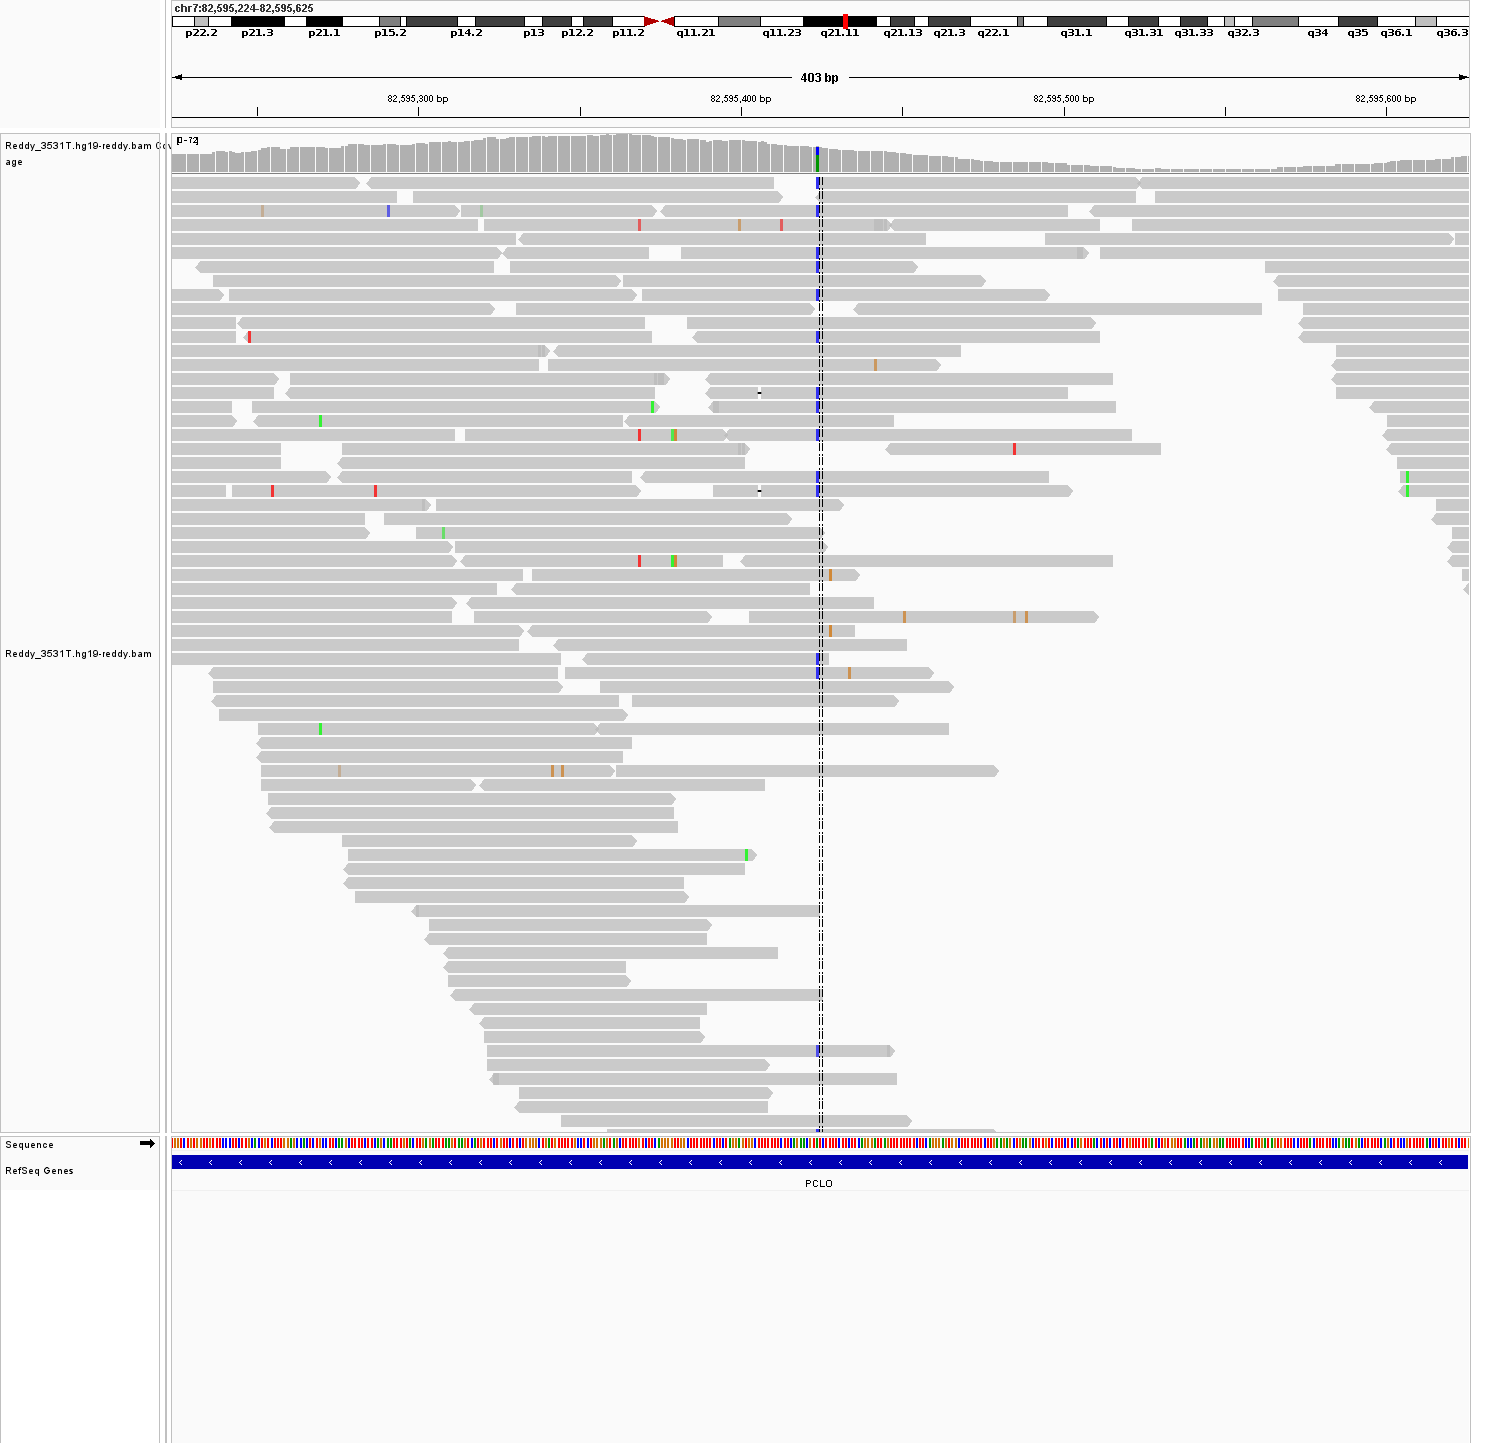 chr7:82,595,224-82,595,625
p22.2 p21.3 p21.1 p15.2 p14.2 p13 p12.2 p11.2 q11.21 q11.23 q21.11 q21.13 q21.3 q22.1 q31.1 q31.31 q31.33 q32.3 q34 q35 q36.1 q36.3
403 bp
82,595,300 bp 82,595,400 bp 82,595,500 bp 82,595,600 bp
[0-72]
Reddy_3531T.hg19-reddy.bam Cov
age
Reddy_3531T.hg19-reddy.bam
Sequence
RefSeq Genes
PCLO